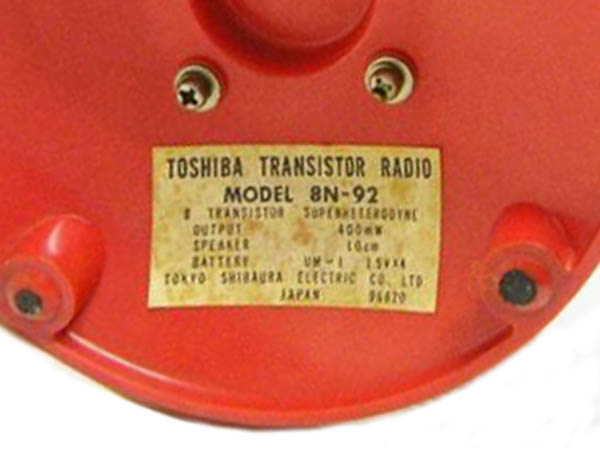 TOSHIBA TRANSISTOR RADIO
MODEL 8N-92
8 TRANSISTOR SUPERHETERODYNE
OUTPUT 400mW
SPEAKER 10cm
BATTERY UM-1 1.5V×4
TOKYO SHIBAURA ELECTRIC CO. LTD
JAPAN